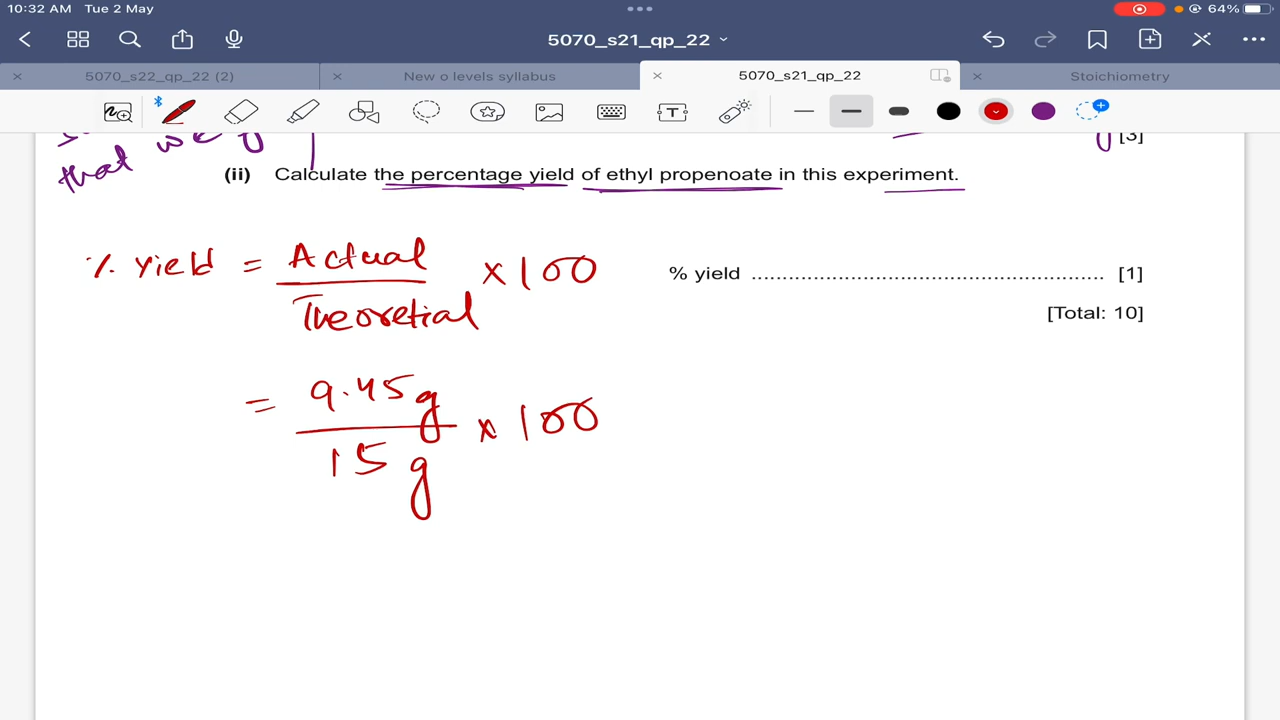 10:32 AM Tue 2 May
64%
5070_s21_qp_22
5070_s22_qp_22 (2)
New o levels syllabus
5070_s21_qp_22
Stoichiometry
[3]
that we
(ii) Calculate the percentage yield of ethyl propenoate in this experiment.
% Yield = Actual / Theoretial × 100
% yield .................................................................... [1]
[Total: 10]
= 9.45g / 15 g × 100